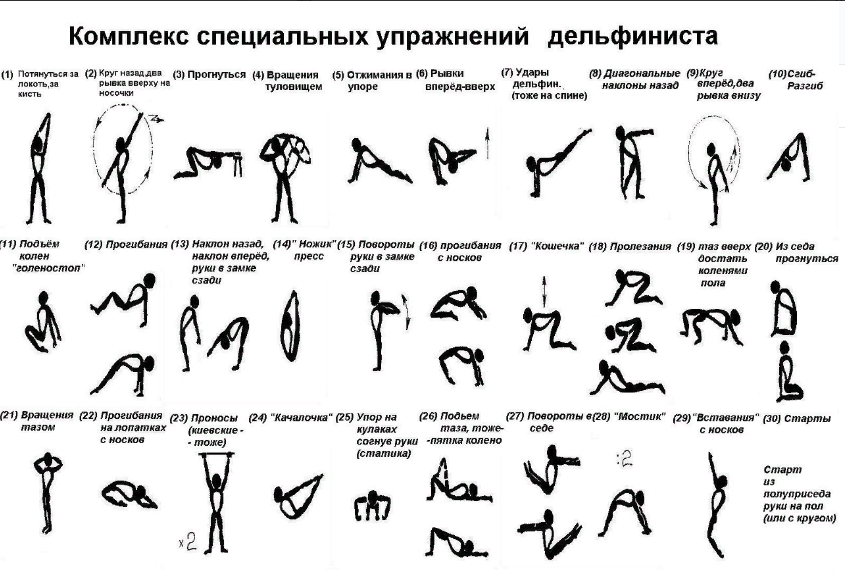 Комплекс специальных упражнений дельфиниста
(1) Потянуться за
локоть,за
кисть
(2) Круг назад,два
рывка вверху на
носочки
(3) Прогнуться
(4) Вращения
туловищем
(5) Отжимания в
упоре
(6) Рывки
вперёд-вверх
(7) Удары
дельфин.
(тоже на спине)
(8) Диагональные
наклоны назад
(9)Круг
вперёд,два
рывка внизу
(10)Сгиб-
Разгиб
(11) Подъём
колен
"голеностоп"
(12) Прогибания
(13) Наклон назад,
наклон вперёд,
руки в замке
сзади
(14)" Ножик"
пресс
(15) Повороты
руки в замке
сзади
(16) прогибания
с носков
(17) "Кошечка"
(18) Пролезания
(19) таз вверх
достать
коленями
пола
(20) Из седа
прогнуться
(21) Вращения
тазом
(22) Прогибания
на лопатках
с носков
(23) Проносы
(киевские -
- тоже)
×2
(24) "Качалочка"
(25) Упор на
кулаках
согнув руки
(статика)
(26) Подьем
таза, тоже-
-пятка колено
(27) Повороты в
седе
(28) "Мостик"
:2
(29)"Вставания"
с носков
(30) Старты
Старт
из
полуприседа
руки на пол
(или с кругом)